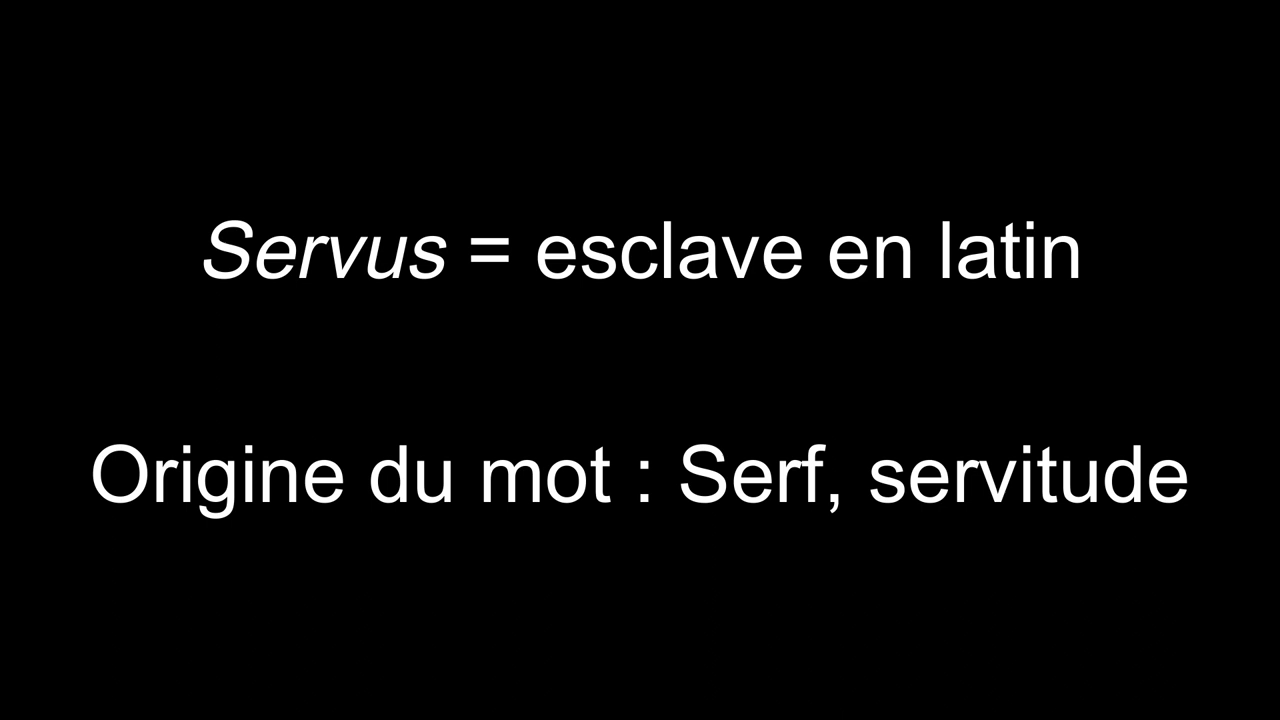 Servus = esclave en latin
Origine du mot : Serf, servitude